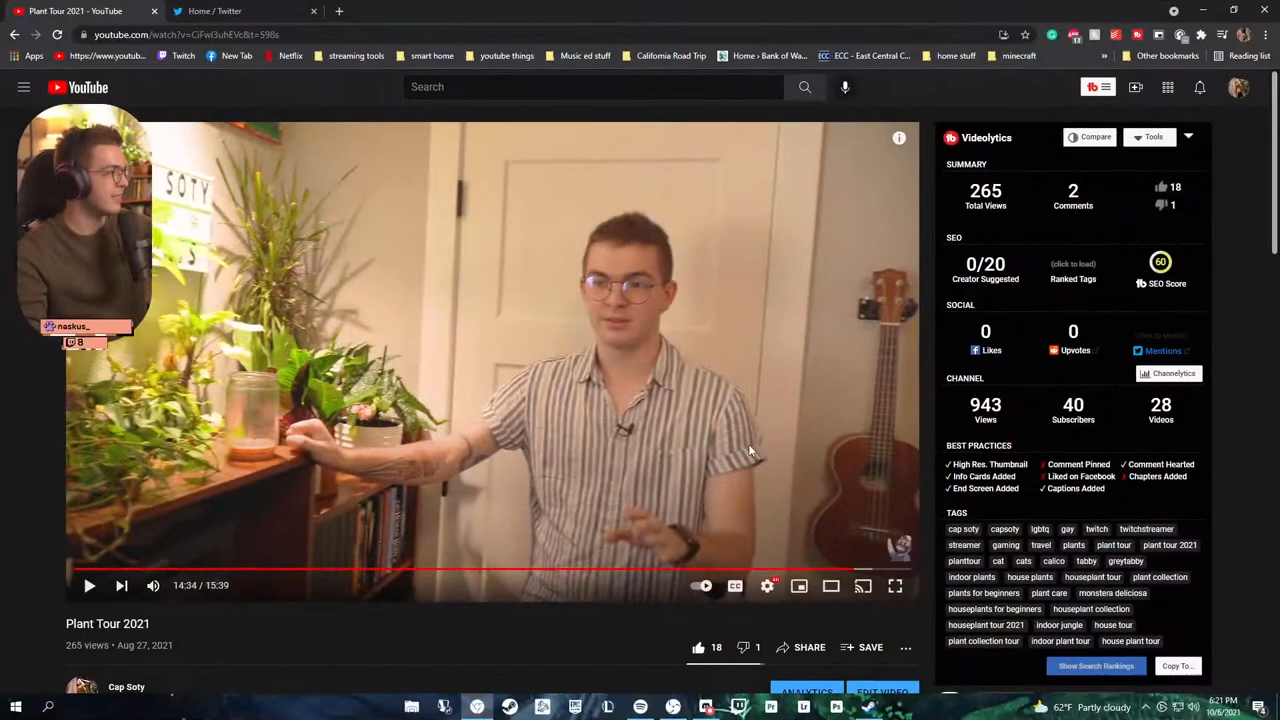 Plant Tour 2021 - YouTube
Home / Twitter
youtube.com/watch?v=CiFwI3uhEVc&t=598s
Apps
https://www.youtub...
Twitch
New Tab
Netflix
streaming tools
smart home
youtube things
Music ed stuff
California Road Trip
Home › Bank of Wa...
ECC - East Central C...
home stuff
minecraft
Other bookmarks
Reading list
YouTube
Search
SOTY
S
naskus_
8
14:34 / 15:39
CC
Plant Tour 2021
265 views • Aug 27, 2021
18
1
SHARE
SAVE
Cap Soty
ANALYTICS
EDIT VIDEO
Videolytics
Compare
Tools
SUMMARY
265
Total Views
2
Comments
18
1
SEO
0/20
Creator Suggested
(click to load)
Ranked Tags
60
SEO Score
SOCIAL
0
Likes
0
Upvotes
Mentions
Channelytics
CHANNEL
943
Views
40
Subscribers
28
Videos
BEST PRACTICES
✓ High Res. Thumbnail
✗ Comment Pinned
✓ Comment Hearted
✓ Info Cards Added
✗ Liked on Facebook
✗ Chapters Added
✓ End Screen Added
✓ Captions Added
TAGS
cap soty capsoty lgbtq gay twitch twitchstreamer
streamer gaming travel plants plant tour plant tour 2021
planttour cat cats calico tabby greytabby
indoor plants house plants houseplant tour plant collection
plants for beginners plant care monstera deliciosa
houseplants for beginners houseplant collection
houseplant tour 2021 indoor jungle house tour
plant collection tour indoor plant tour house plant tour
Show Search Rankings
Copy To...
62°F Partly cloudy
6:21 PM
10/6/2021